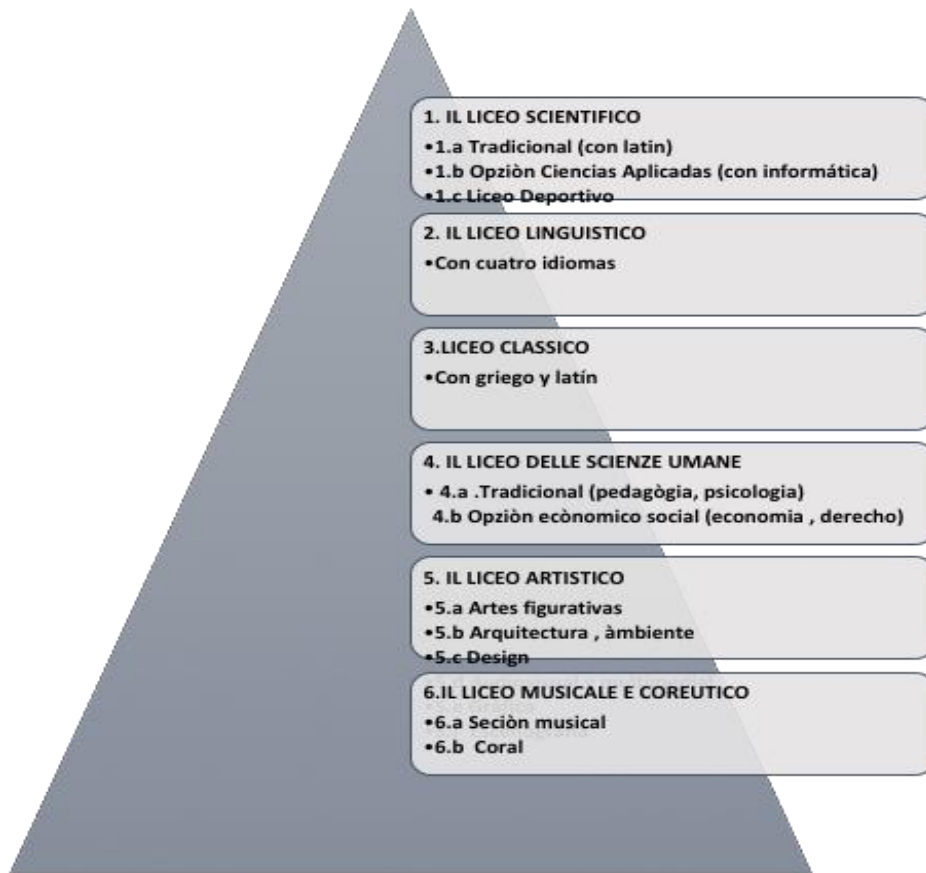 1. IL LICEO SCIENTIFICO
•1.a Tradicional (con latin)
•1.b Opziòn Ciencias Aplicadas (con informática)
•1.c Liceo Deportivo
2. IL LICEO LINGUISTICO
•Con cuatro idiomas
3.LICEO CLASSICO
•Con griego y latín
4. IL LICEO DELLE SCIENZE UMANE
• 4.a .Tradicional (pedagògia, psicologia)
4.b Opziòn ecònomico social (economia , derecho)
5. IL LICEO ARTISTICO
•5.a Artes figurativas
•5.b Arquitectura , àmbiente
•5.c Design
6.IL LICEO MUSICALE E COREUTICO
•6.a Seciòn musical
•6.b Coral